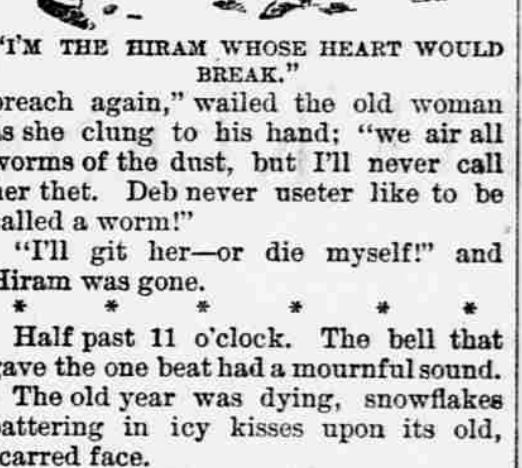 "I'M THE HIRAM WHOSE HEART WOULD
BREAK."
preach again," wailed the old woman
s she clung to his hand; "we air all
worms of the dust, but I'll never call
her thet. Deb never useter like to be
alled a worm!"
"I'll git her—or die myself!" and
Hiram was gone.
* * * * * *
Half past 11 o'clock. The bell that
gave the one beat had a mournful sound.
The old year was dying, snowflakes
pattering in icy kisses upon its old,
carred face.